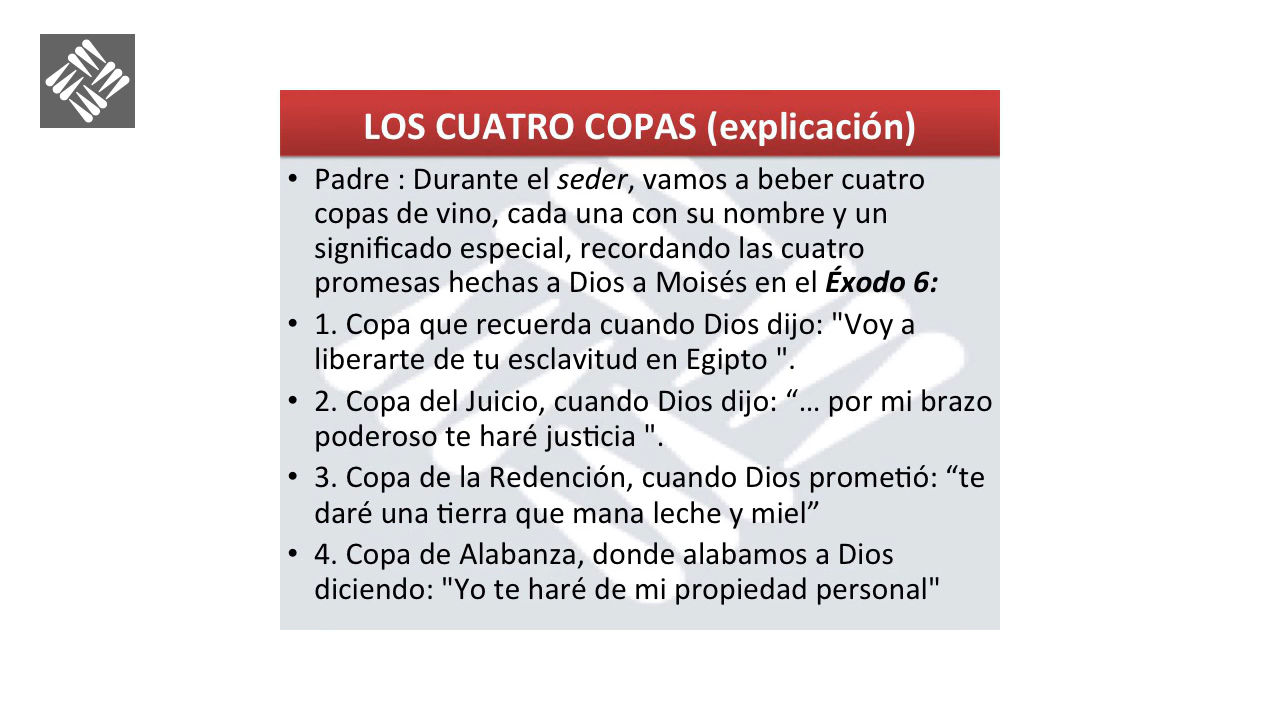 LOS CUATRO COPAS (explicación)
• Padre : Durante el seder, vamos a beber cuatro
copas de vino, cada una con su nombre y un
significado especial, recordando las cuatro
promesas hechas a Dios a Moisés en el Éxodo 6:
• 1. Copa que recuerda cuando Dios dijo: "Voy a
liberarte de tu esclavitud en Egipto ".
• 2. Copa del Juicio, cuando Dios dijo: “… por mi brazo
poderoso te haré justicia ".
• 3. Copa de la Redención, cuando Dios prometió: “te
daré una tierra que mana leche y miel”
• 4. Copa de Alabanza, donde alabamos a Dios
diciendo: "Yo te haré de mi propiedad personal"